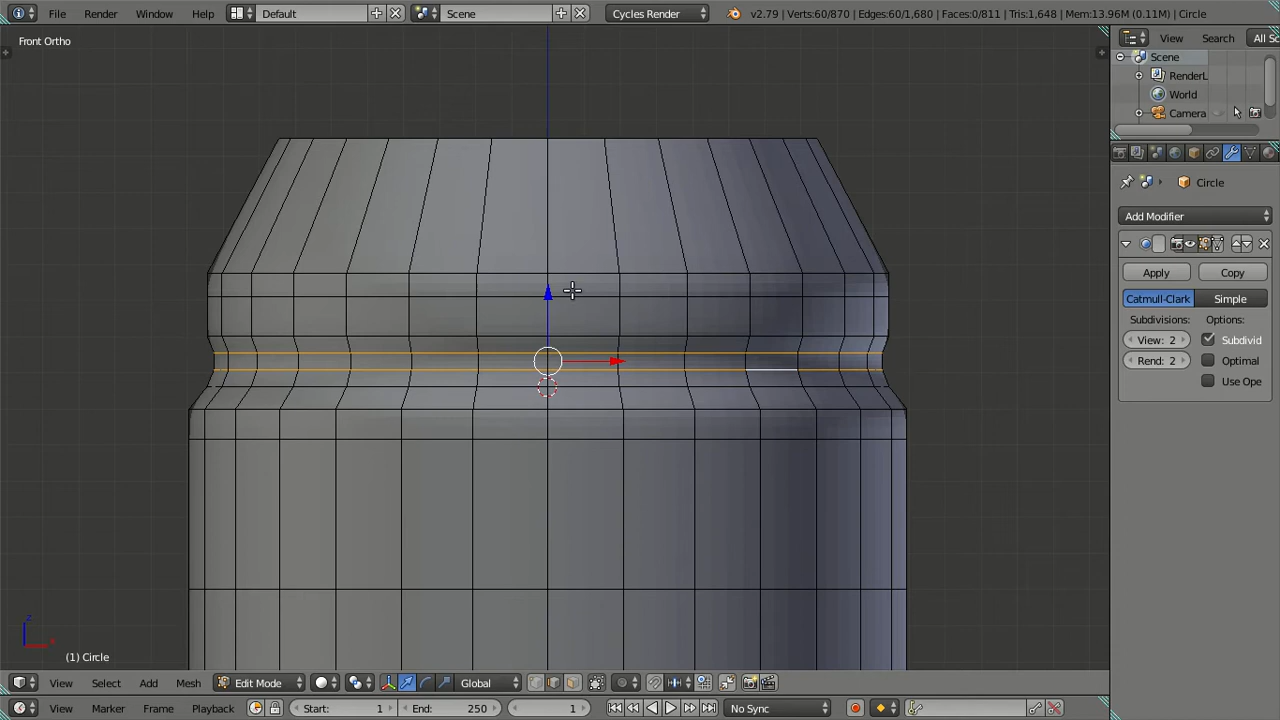 File Render Window Help Default Scene Cycles Render v2.79 | Verts:60/870 | Edges:60/1,680 | Faces:0/811 | Tris:1,648 | Mem:13.96M (0.11M) | Circle
Front Ortho
View Search All Sc
Scene
RenderL
World
Camera
Circle
Add Modifier
Apply Copy
Catmull-Clark Simple
Subdivisions: Options:
View: 2 Subdivid
Rend: 2 Optimal
Use Ope
z
x
(1) Circle
View Select Add Mesh Edit Mode Global
View Marker Frame Playback Start: 1 End: 250 1 No Sync